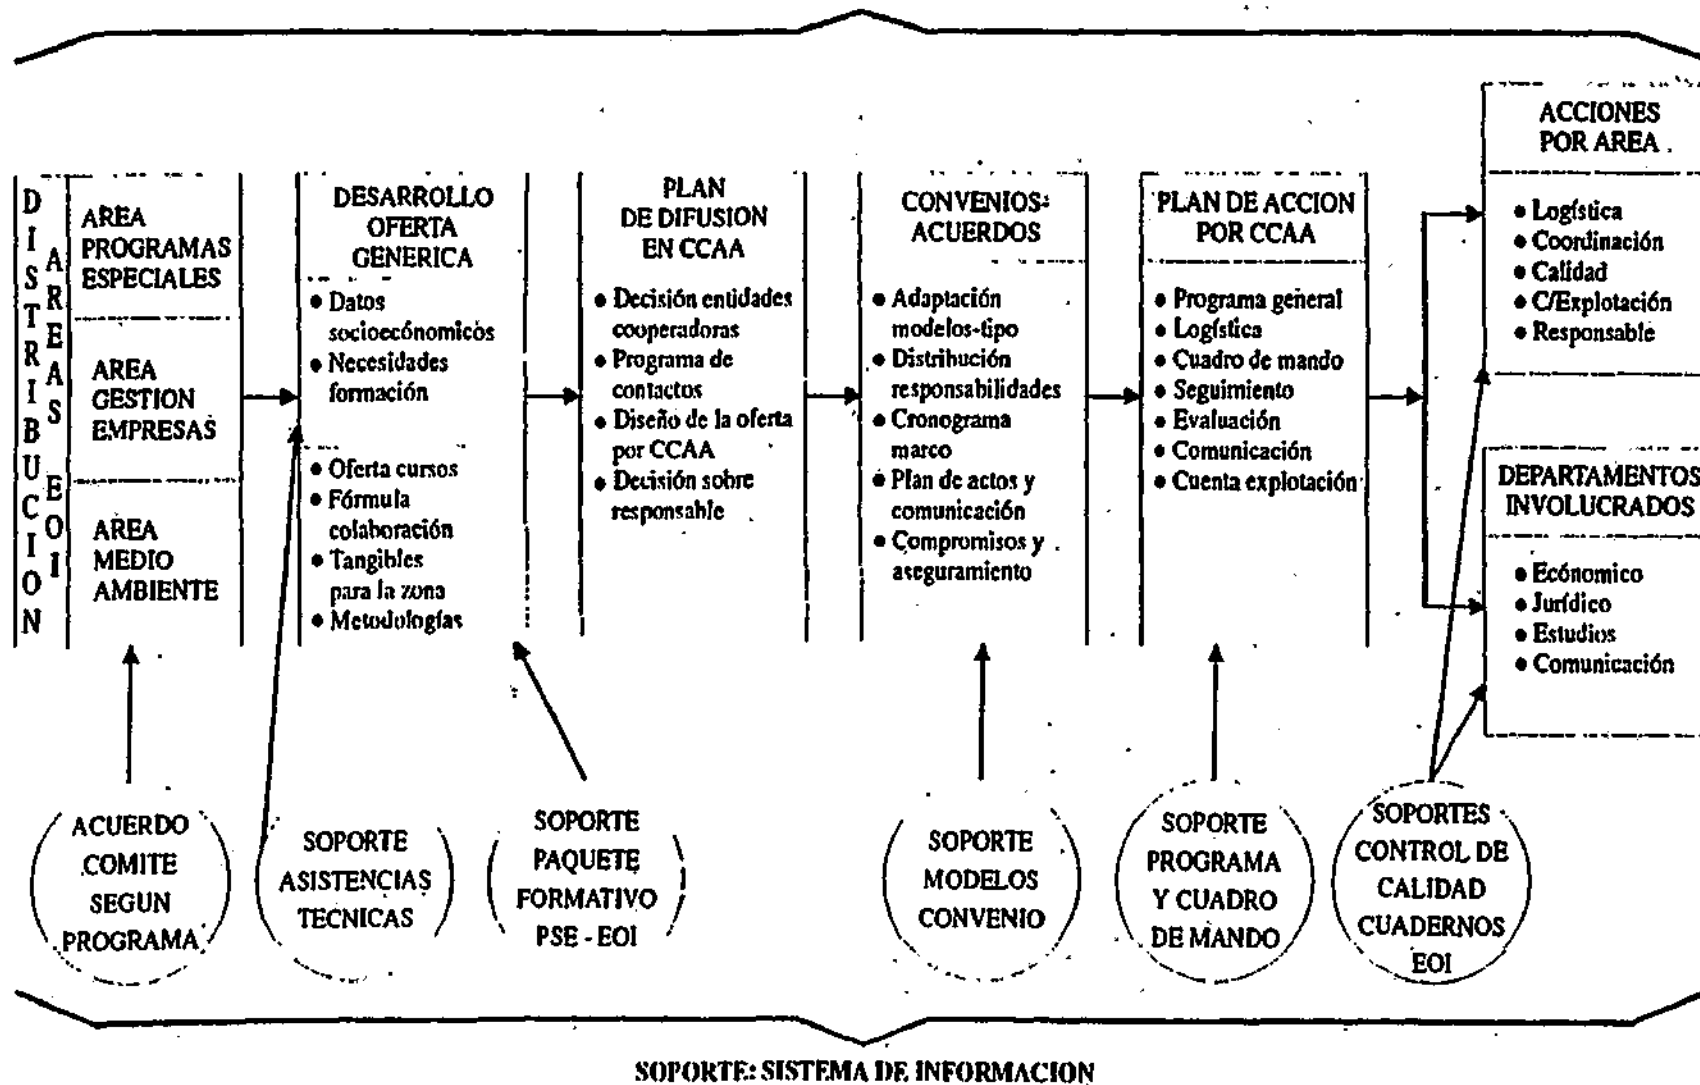 DISTRIBUCION
AREAS EOI
AREA
PROGRAMAS
ESPECIALES
AREA
GESTION
EMPRESAS
AREA
MEDIO
AMBIENTE
DESARROLLO
OFERTA
GENERICA
• Datos
socioecónomicos
• Necesidades
formación
• Oferta cursos
• Fórmula
colaboración
• Tangibles
para la zona
• Metodologías
PLAN
DE DIFUSION
EN CCAA
• Decisión entidades
cooperadoras
• Programa de
contactos
• Diseño de la oferta
por CCAA
• Decisión sobre
responsable
CONVENIOS-
ACUERDOS
• Adaptación
modelos-tipo
• Distribución
responsabilidades
• Cronograma
marco
• Plan de actos y
comunicación
• Compromisos y
aseguramiento
PLAN DE ACCION
POR CCAA
• Programa general
• Logística
• Cuadro de mando
• Seguimiento
• Evaluación
• Comunicación
• Cuenta explotación
ACCIONES
POR AREA
• Logística
• Coordinación
• Calidad
• C/Explotación
• Responsable
DEPARTAMENTOS
INVOLUCRADOS
• Ecónomico
• Jurídico
• Estudios
• Comunicación
ACUERDO
COMITE
SEGUN
PROGRAMA
SOPORTE
ASISTENCIAS
TECNICAS
SOPORTE
PAQUETE
FORMATIVO
PSE - EOI
SOPORTE
MODELOS
CONVENIO
SOPORTE
PROGRAMA
Y CUADRO
DE MANDO
SOPORTES
CONTROL DE
CALIDAD
CUADERNOS
EOI
SOPORTE: SISTEMA DE INFORMACION